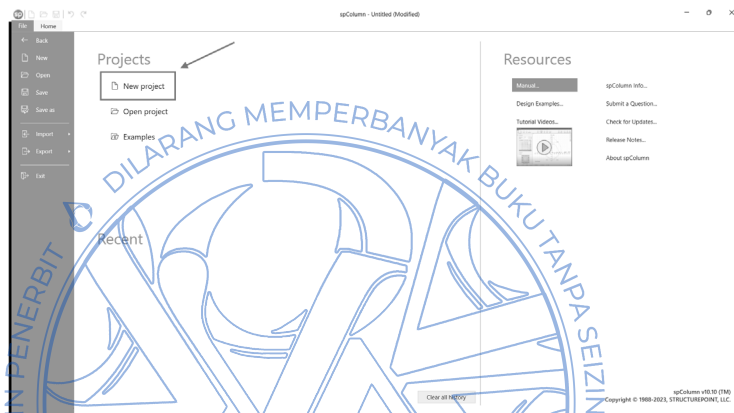 spColumn - Untitled (Modified)
File Home
Back
New
Open
Save
Save as
Import
Export
Exit
Projects
New project
Open project
Examples
Recent
Clear all history
Resources
Manual...
Design Examples...
Tutorial Videos...
spColumn Info...
Submit a Question...
Check for Updates...
Release Notes...
About spColumn
spColumn v10.10 (TM)
Copyright © 1988-2023, STRUCTUREPOINT, LLC.
DILARANG MEMPERBANYAK BUKU TANPA SEIZIN
PENERBIT